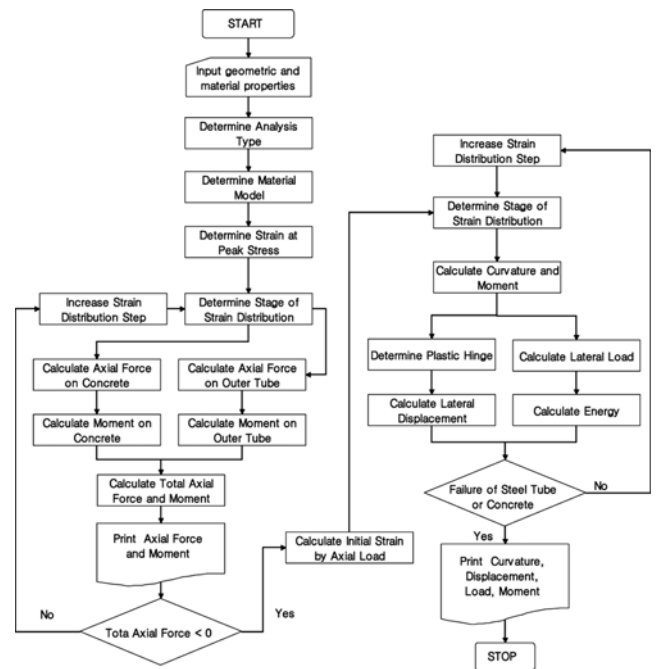 START
Input geometric and
material properties
Determine Analysis
Type
Determine Material
Model
Determine Strain at
Peak Stress
Increase Strain
Distribution Step
Determine Stage of
Strain Distribution
Calculate Axial Force
on Concrete
Calculate Axial Force
on Outer Tube
Calculate Moment on
Concrete
Calculate Moment on
Outer Tube
Calculate Total Axial
Force and Moment
Print Axial Force
and Moment
Tota Axial Force < 0
No
Yes
Calculate Initial Strain
by Axial Load
Increase Strain
Distribution Step
Determine Stage of
Strain Distribution
Calculate Curvature and
Moment
Determine Plastic Hinge
Calculate Lateral Load
Calculate Lateral
Displacement
Calculate Energy
Failure of Steel Tube
or Concrete
No
Yes
Print Curvature,
Displacement,
Load, Moment
STOP